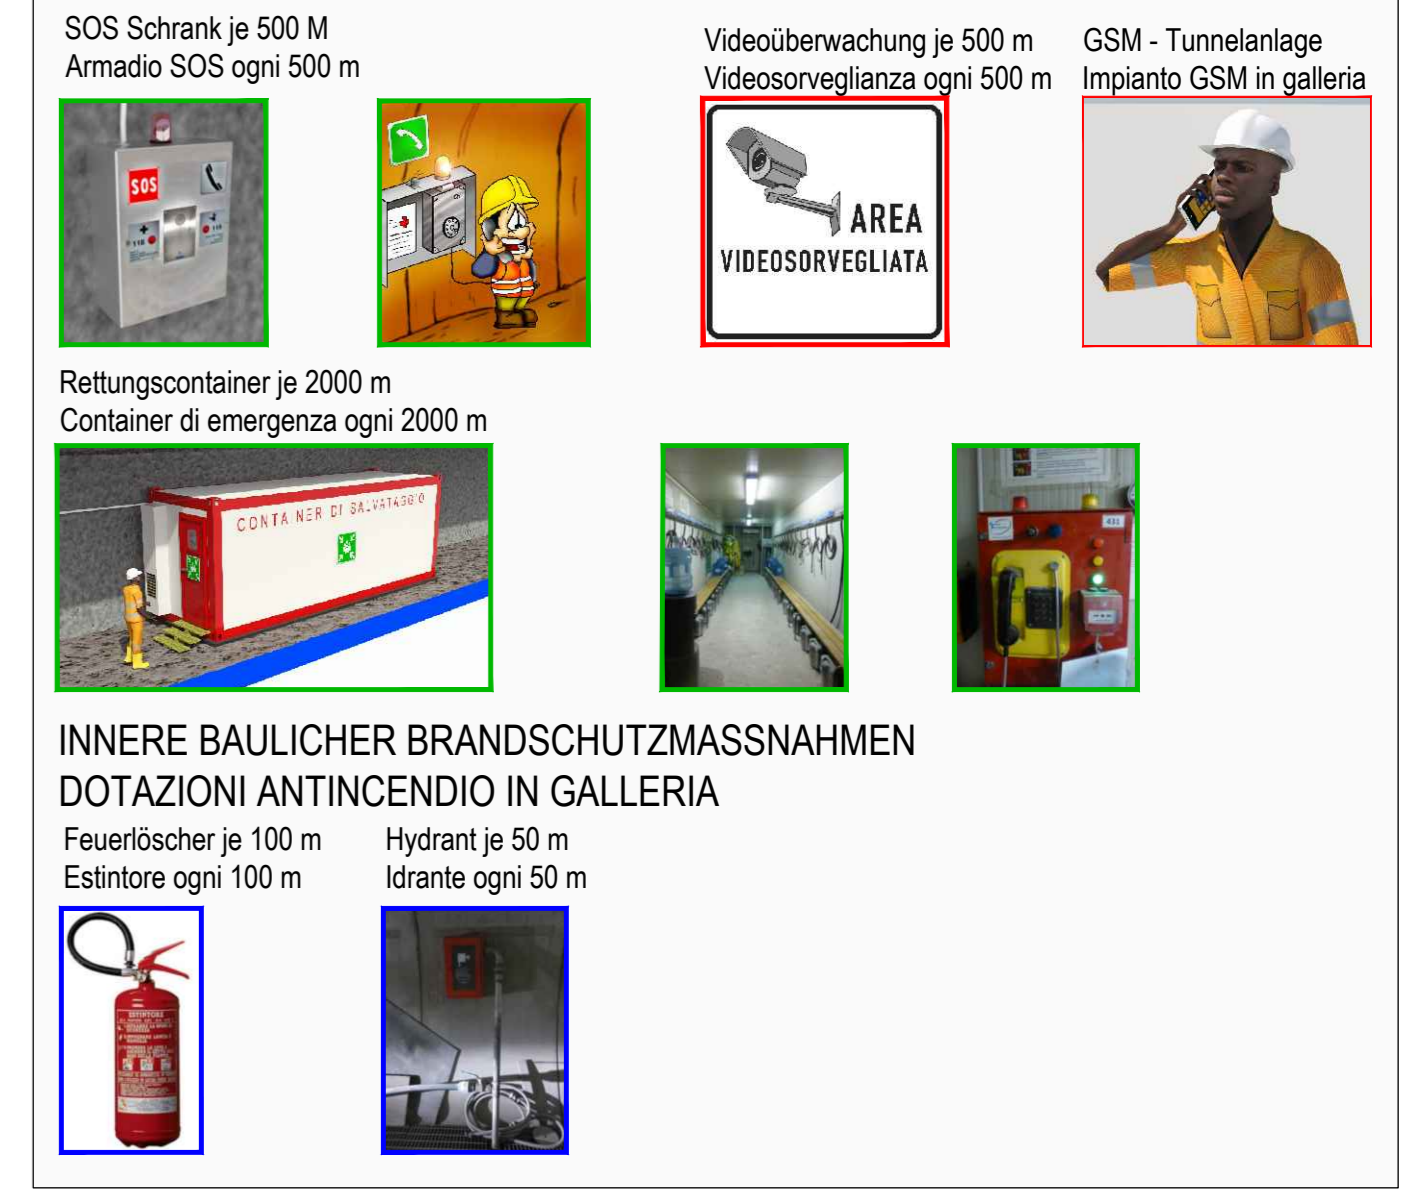 SOS Schrank je 500 M
Armadio SOS ogni 500 m
Videoüberwachung je 500 m
Videosorveglianza ogni 500 m
GSM - Tunnelanlage
Impianto GSM in galleria
SOS
118
AREA
VIDEOSORVEGLIATA
Rettungscontainer je 2000 m
Container di emergenza ogni 2000 m
CONTAINER DI SALVATAGGIO
431
INNERE BAULICHER BRANDSCHUTZMASSNAHMEN
DOTAZIONI ANTINCENDIO IN GALLERIA
Feuerlöscher je 100 m
Estintore ogni 100 m
Hydrant je 50 m
Idrante ogni 50 m
ESTINTORE